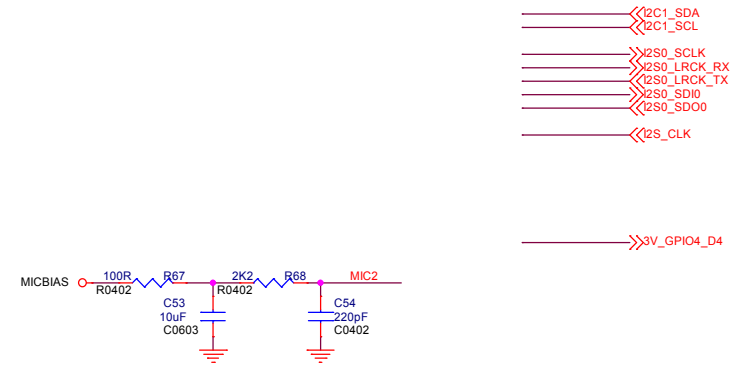 I2C1_SDA
I2C1_SCL
I2S0_SCLK
I2S0_LRCK_RX
I2S0_LRCK_TX
I2S0_SDI0
I2S0_SDO0
I2S_CLK
3V_GPIO4_D4
MICBIAS 100R R67 2K2 R68 MIC2
R0402 R0402
C53 C54
10uF 220pF
C0603 C0402